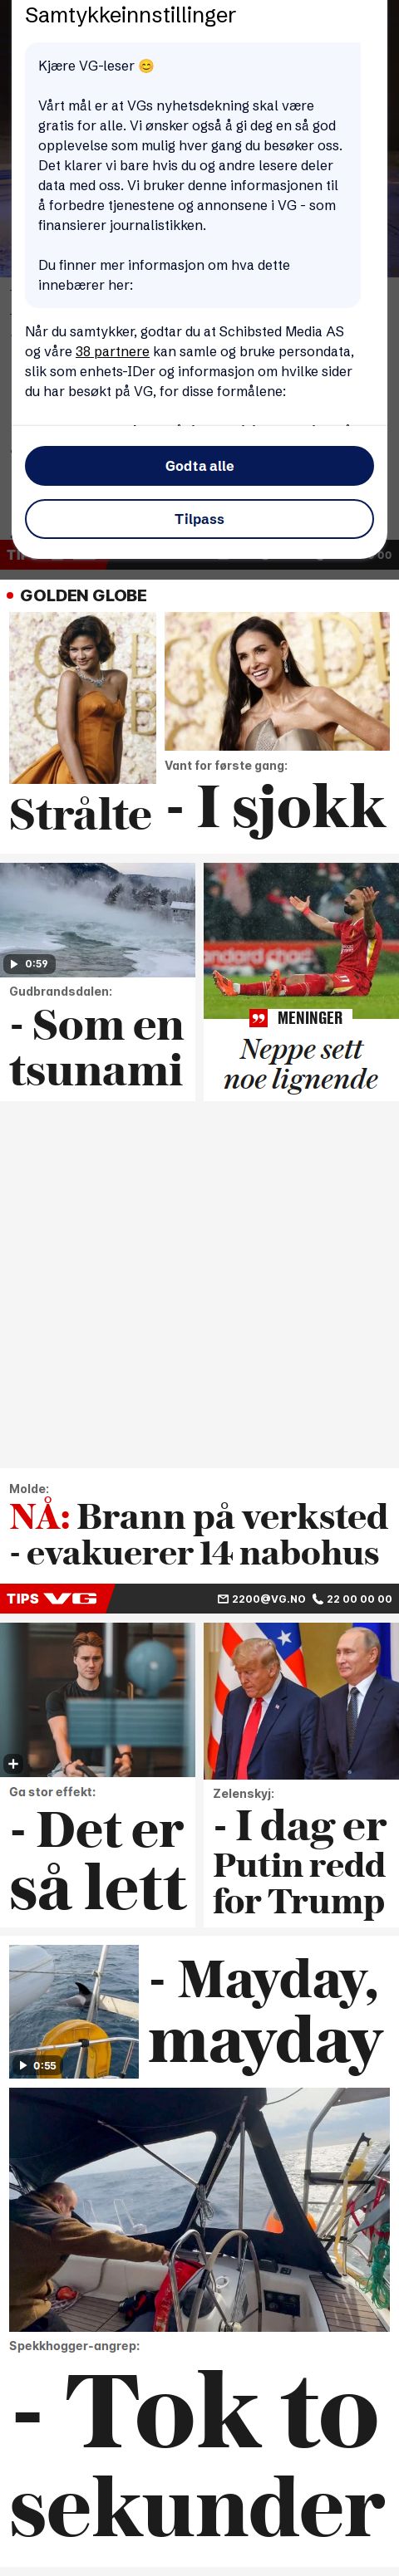 Samtykkeinnstillinger
Kjære VG-leser 😊
Vårt mål er at VGs nyhetsdekning skal være
gratis for alle. Vi ønsker også å gi deg en så god
opplevelse som mulig hver gang du besøker oss.
Det klarer vi bare hvis du og andre lesere deler
data med oss. Vi bruker denne informasjonen til
å forbedre tjenestene og annonsene i VG - som
finansierer journalistikken.
Du finner mer informasjon om hva dette
innebærer her:
Når du samtykker, godtar du at Schibsted Media AS
og våre 38 partnere kan samle og bruke persondata,
slik som enhets-IDer og informasjon om hvilke sider
du har besøkt på VG, for disse formålene:
Godta alle
Tilpass
GOLDEN GLOBE
Vant for første gang:
Strålte
- I sjokk
0:59
Gudbrandsdalen:
- Som en
tsunami
MENINGER
Neppe sett
noe lignende
Molde:
NÅ: Brann på verksted
- evakuerer 14 nabohus
TIPS VG 2200@VG.NO 22 00 00 00
Ga stor effekt:
- Det er
så lett
Zelenskyj:
- I dag er
Putin redd
for Trump
0:55
- Mayday,
mayday
Spekkhogger-angrep:
- Tok to
sekunder